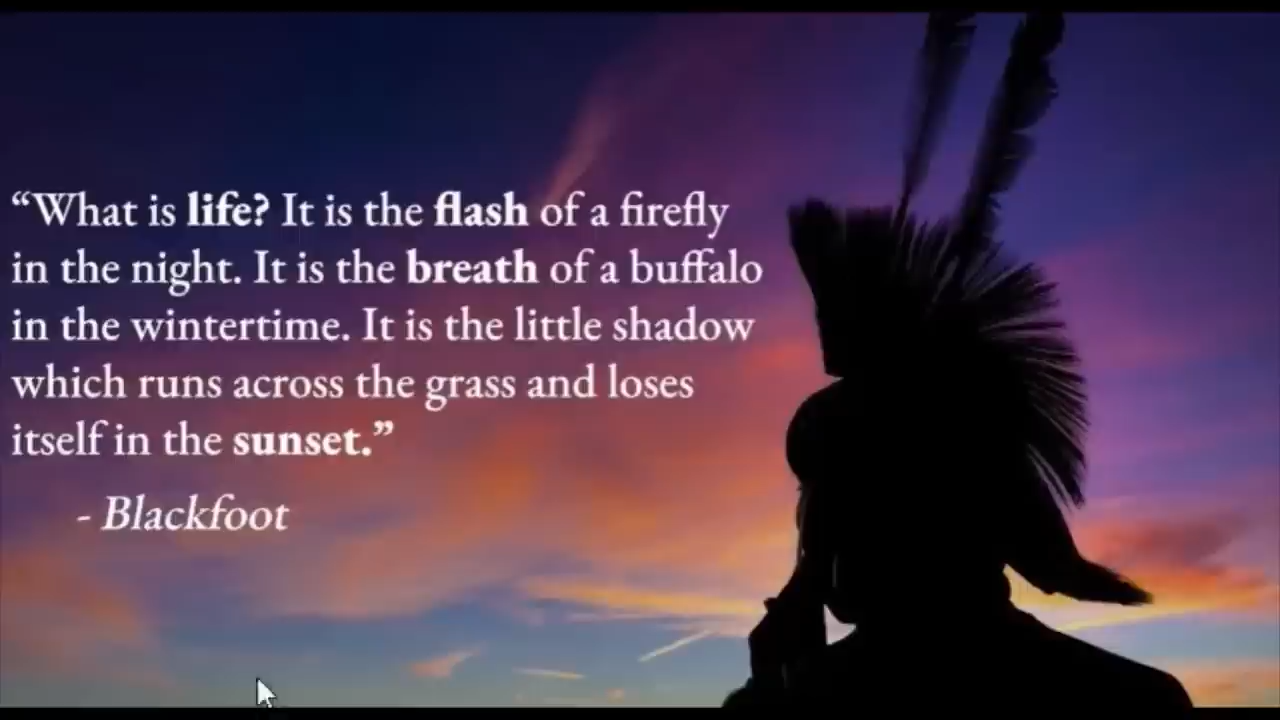 “What is life? It is the flash of a firefly
in the night. It is the breath of a buffalo
in the wintertime. It is the little shadow
which runs across the grass and loses
itself in the sunset.”
- Blackfoot